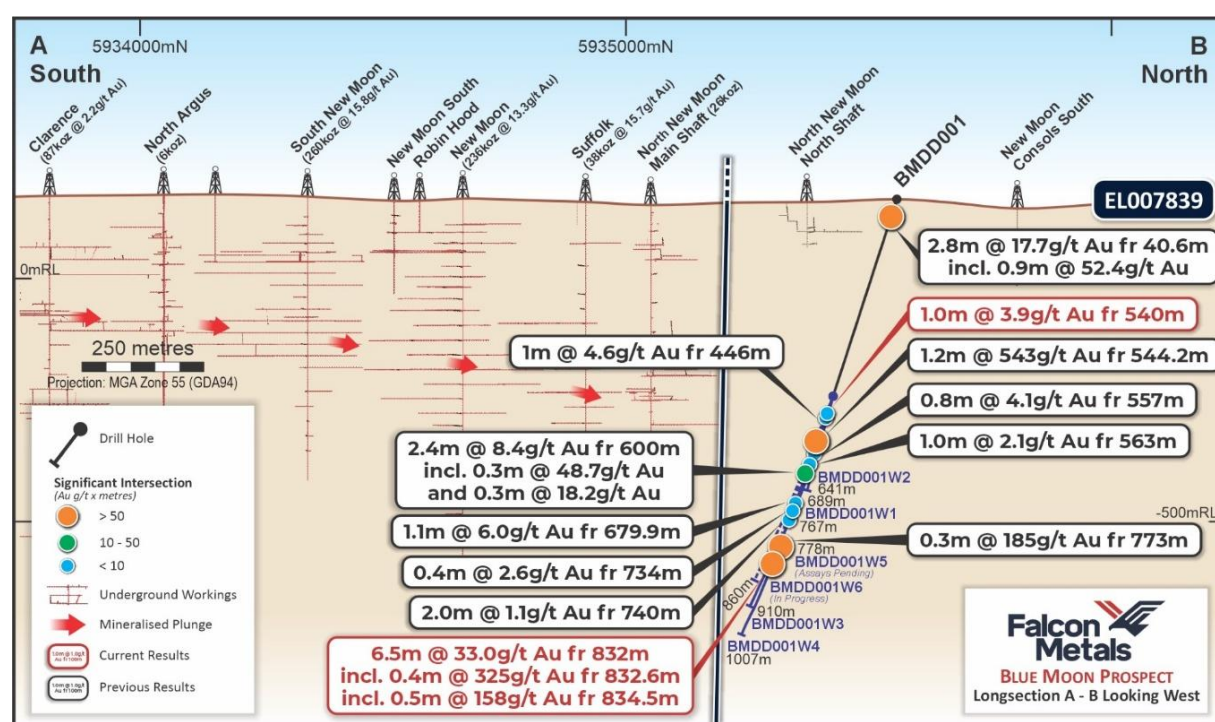 A
South
5934000mN
5935000mN
B
North
Clarence
(87koz @ 2.2g/t Au)
North Argus
(6koz)
South New Moon
(260koz @ 15.8g/t Au)
New Moon South
Robin Hood
New Moon
(236koz @ 13.3g/t Au)
Suffolk
(38koz @ 15.7g/t Au)
North New Moon
Main Shaft (26koz)
North New Moon
North Shaft
BMDD001
New Moon
Consols South
EL007839
2.8m @ 17.7g/t Au fr 40.6m
incl. 0.9m @ 52.4g/t Au
0mRL
1.0m @ 3.9g/t Au fr 540m
250 metres
Projection: MGA Zone 55 (GDA94)
1m @ 4.6g/t Au fr 446m
1.2m @ 543g/t Au fr 544.2m
0.8m @ 4.1g/t Au fr 557m
1.0m @ 2.1g/t Au fr 563m
2.4m @ 8.4g/t Au fr 600m
incl. 0.3m @ 48.7g/t Au
and 0.3m @ 18.2g/t Au
BMDD001W2
641m
689m
BMDD001W1
767m
-500mRL
1.1m @ 6.0g/t Au fr 679.9m
0.3m @ 185g/t Au fr 773m
778m
BMDD001W5
(Assays Pending)
0.4m @ 2.6g/t Au fr 734m
BMDD001W6
(In Progress)
860m
2.0m @ 1.1g/t Au fr 740m
910m
BMDD001W3
BMDD001W4
1007m
6.5m @ 33.0g/t Au fr 832m
incl. 0.4m @ 325g/t Au fr 832.6m
incl. 0.5m @ 158g/t Au fr 834.5m
Drill Hole
Significant Intersection
(Au g/t x metres)
> 50
10 - 50
< 10
Underground Workings
Mineralised Plunge
Current Results
Previous Results
Falcon
Metals
BLUE MOON PROSPECT
Longsection A - B Looking West